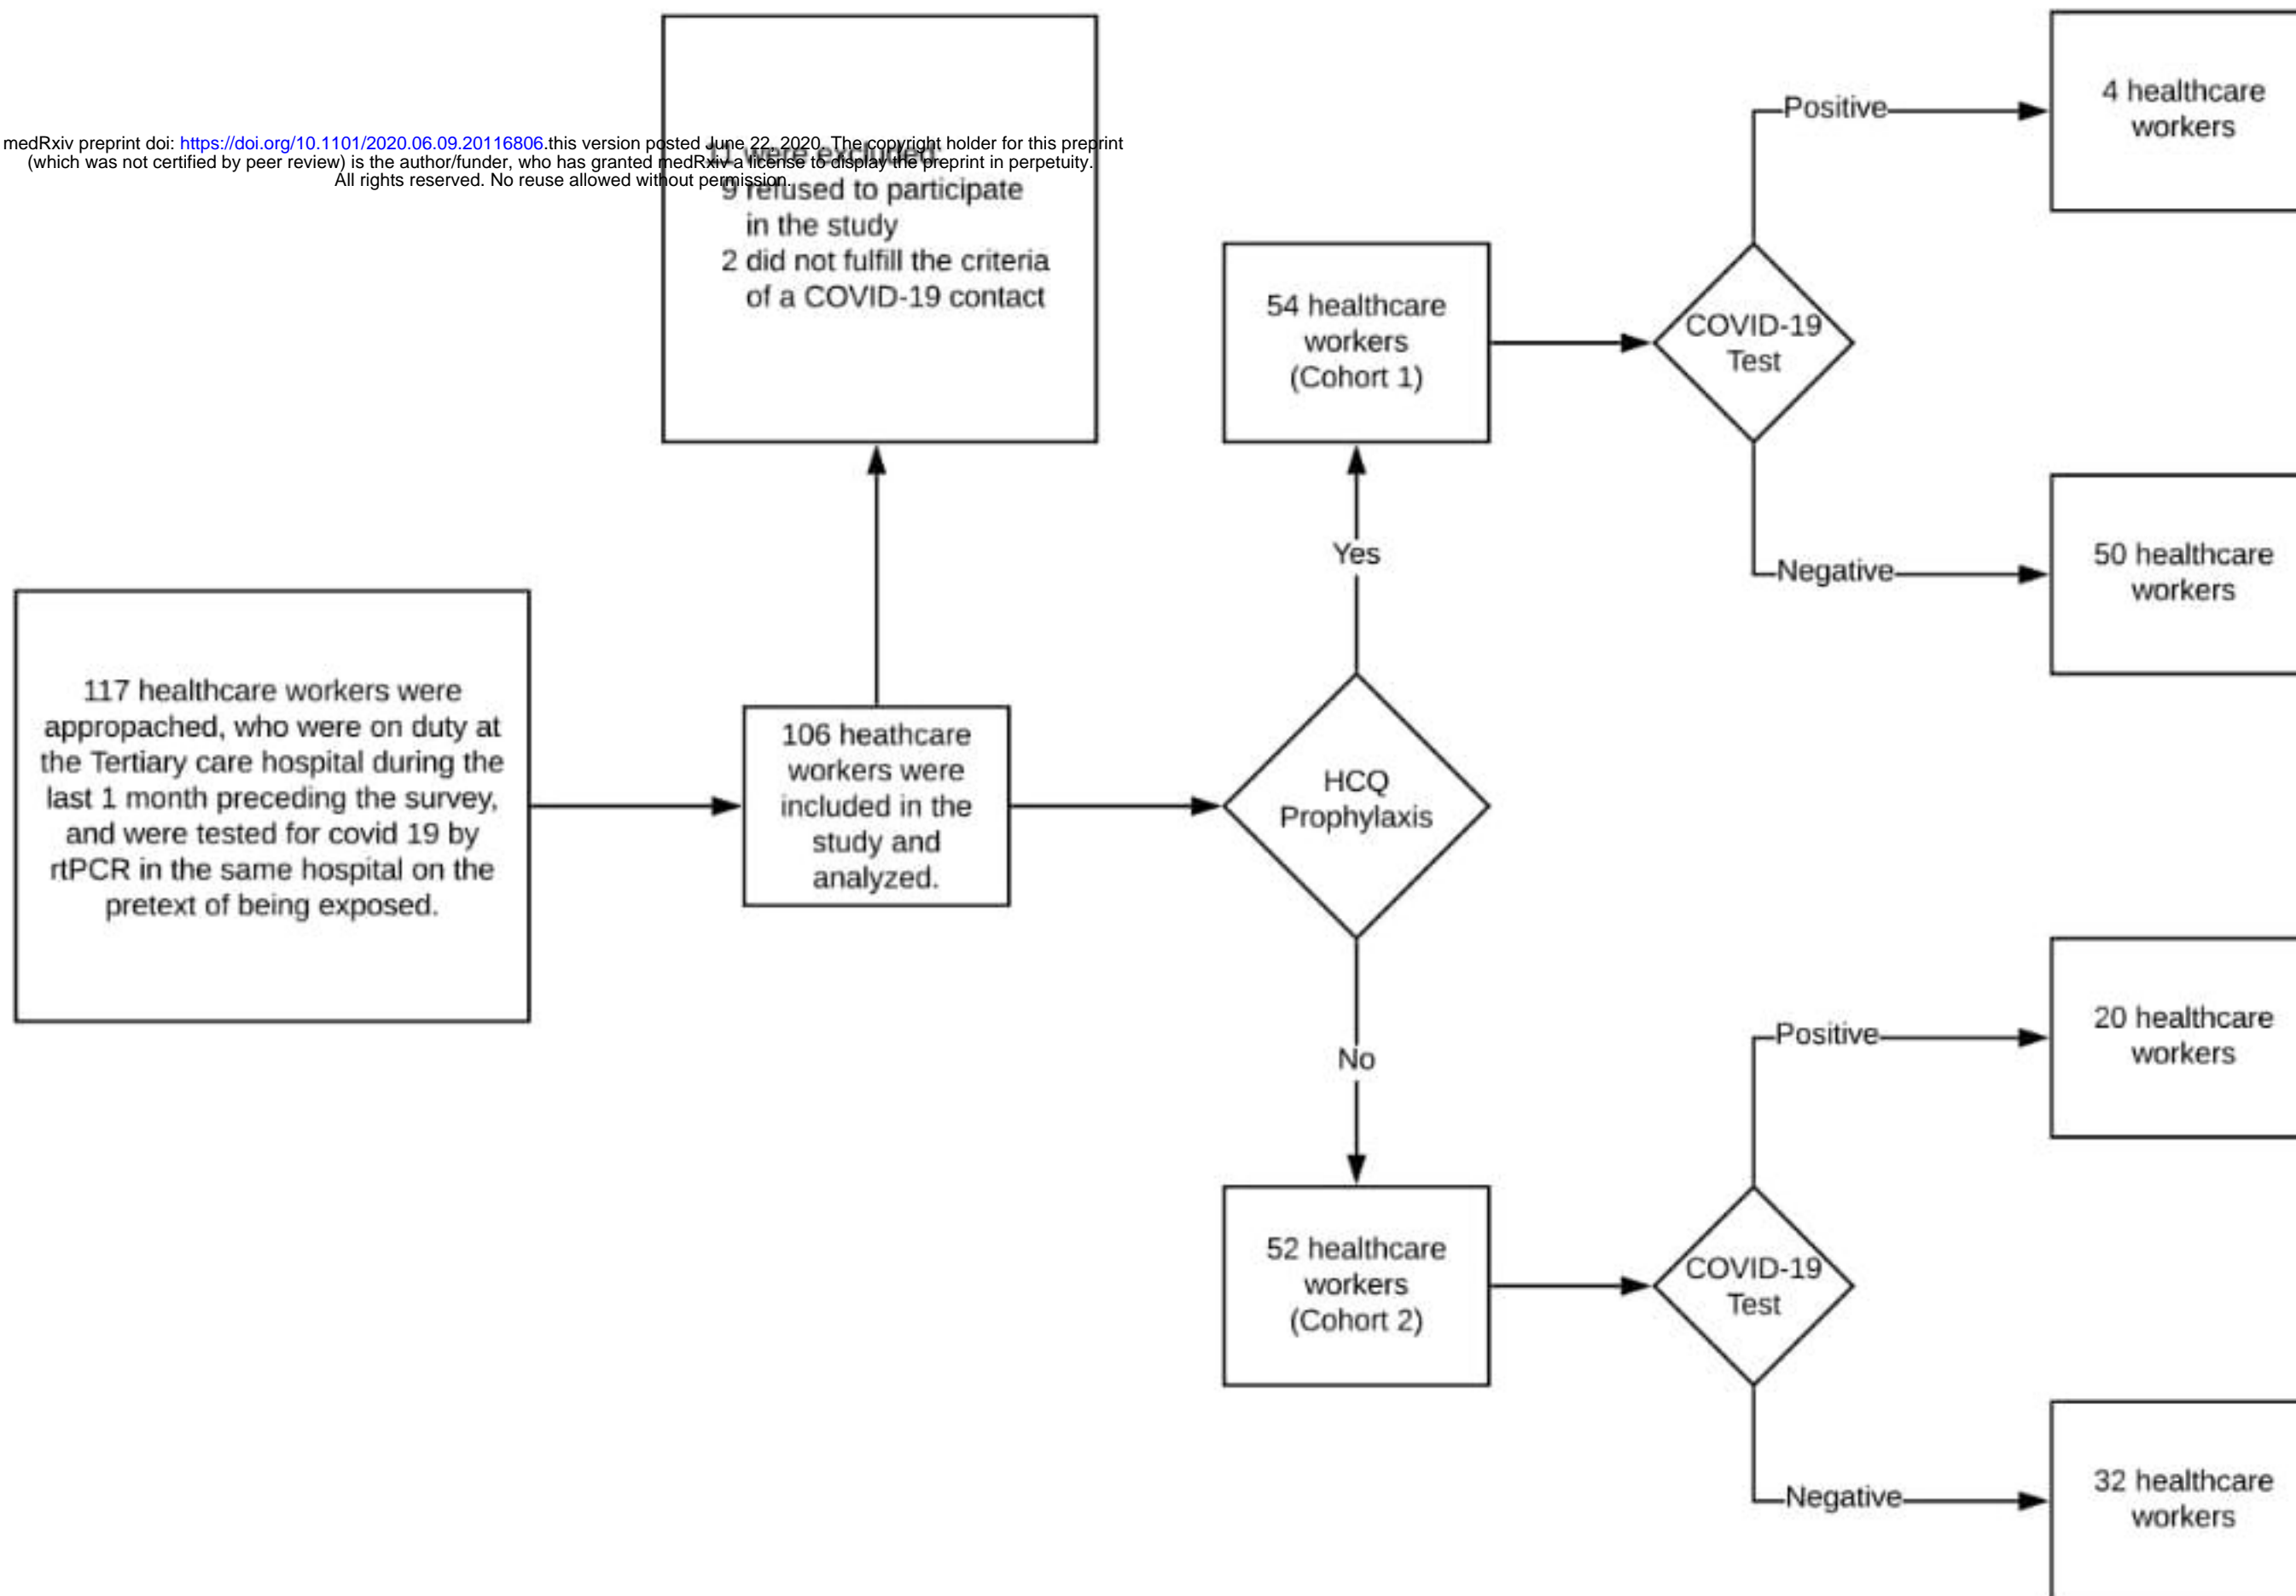 medRxiv preprint doi: https://doi.org/10.1101/2020.06.09.20116806.this version posted June 22, 2020. The copyright holder for this preprint
(which was not certified by peer review) is the author/funder, who has granted medRxiv a license to display the preprint in perpetuity.
All rights reserved. No reuse allowed without permission.
11 were excluded:
9 refused to participate
in the study
2 did not fulfill the criteria
of a COVID-19 contact
117 healthcare workers were
appropached, who were on duty at
the Tertiary care hospital during the
last 1 month preceding the survey,
and were tested for covid 19 by
rtPCR in the same hospital on the
pretext of being exposed.
106 heathcare
workers were
included in the
study and
analyzed.
HCQ
Prophylaxis
Yes
54 healthcare
workers
(Cohort 1)
COVID-19
Test
Positive
4 healthcare
workers
Negative
50 healthcare
workers
No
52 healthcare
workers
(Cohort 2)
COVID-19
Test
Positive
20 healthcare
workers
Negative
32 healthcare
workers